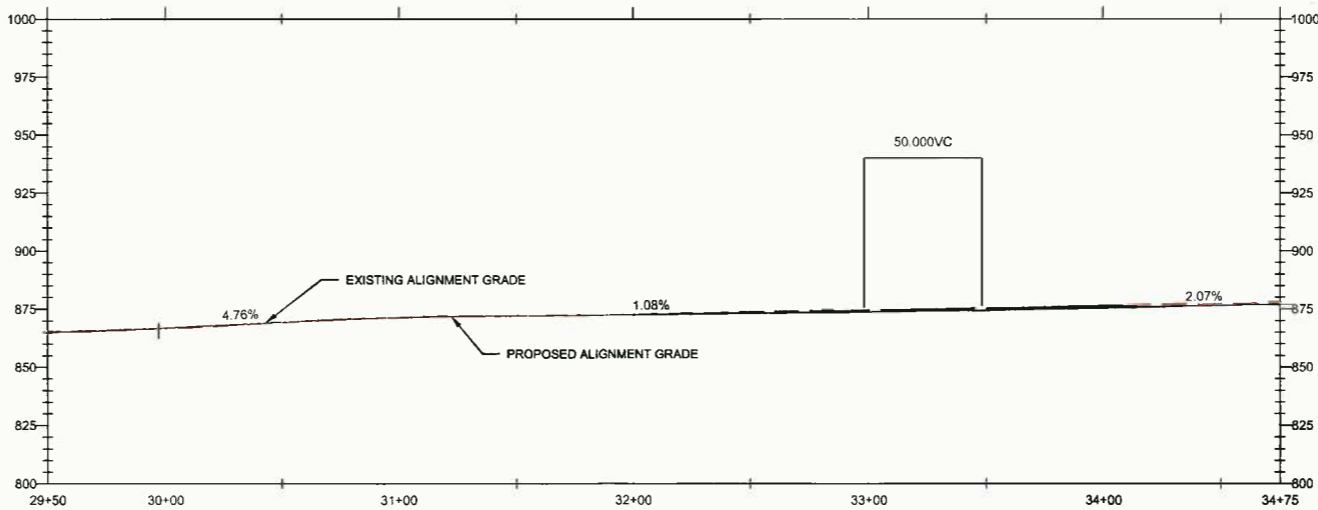 1000 1000
975 975
950 950
50.000VC
925 925
900 900
EXISTING ALIGNMENT GRADE
875 4.76% 1.08% 2.07% 875
PROPOSED ALIGNMENT GRADE
850 850
825 825
800 800
29+50 30+00 31+00 32+00 33+00 34+00 34+75